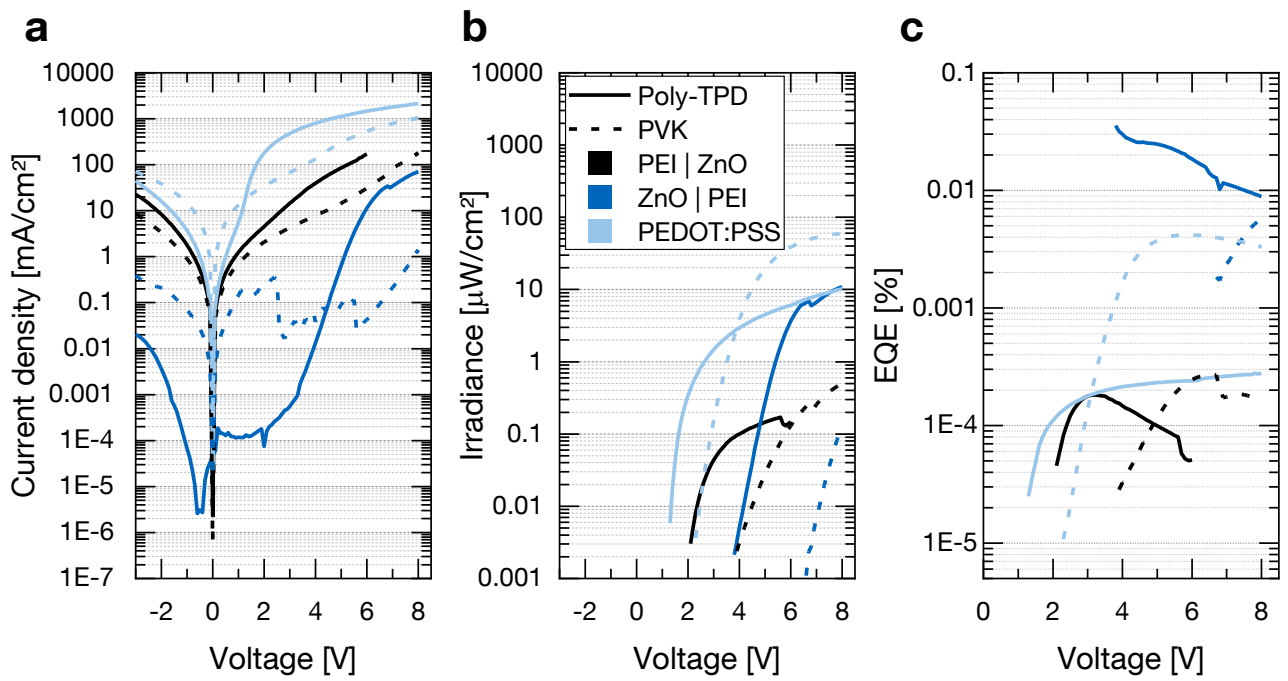 a
10000
1000
100
10
1
0.1
0.01
0.001
1E-4
1E-5
1E-6
1E-7
Current density [mA/cm²]
-2 0 2 4 6 8
Voltage [V]
b
10000
1000
100
10
1
0.1
0.01
0.001
Irradiance [µW/cm²]
Poly-TPD
PVK
PEI | ZnO
ZnO | PEI
PEDOT:PSS
-2 0 2 4 6 8
Voltage [V]
c
0.1
0.01
0.001
1E-4
1E-5
EQE [%]
0 2 4 6 8
Voltage [V]